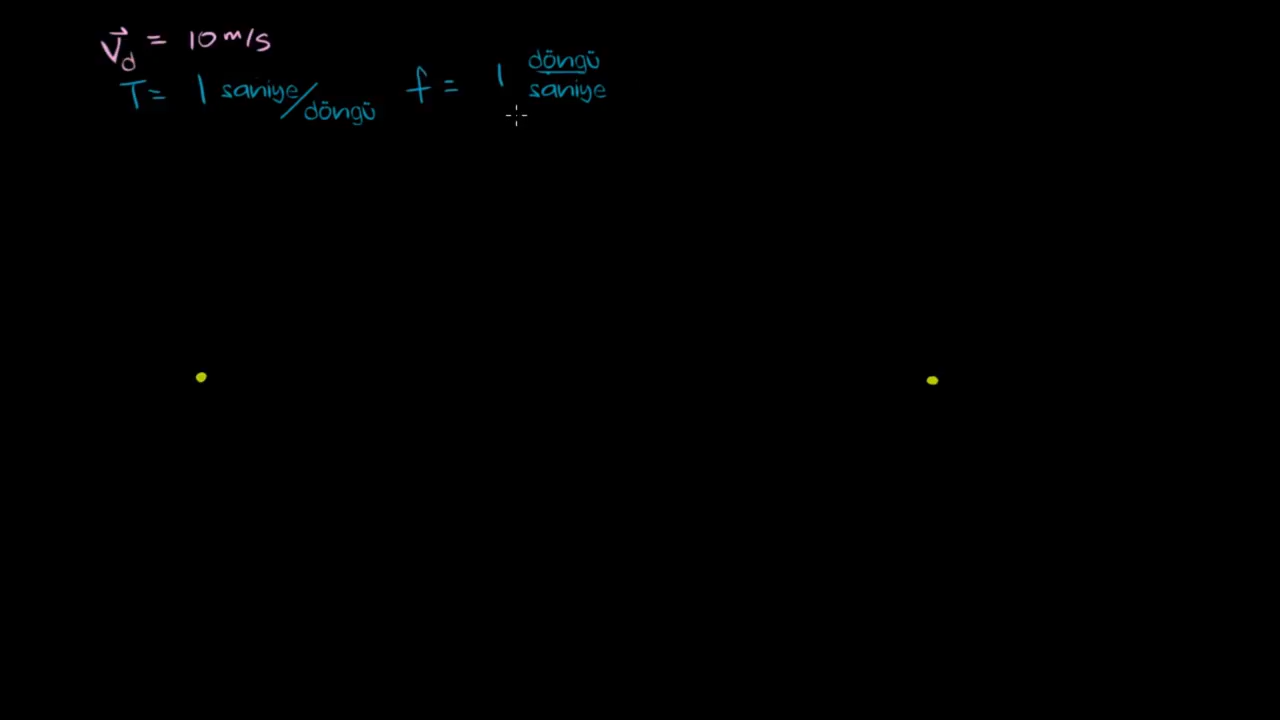 v⃗d = 10 m/s
T = 1 saniye/döngü f = 1 döngü/saniye